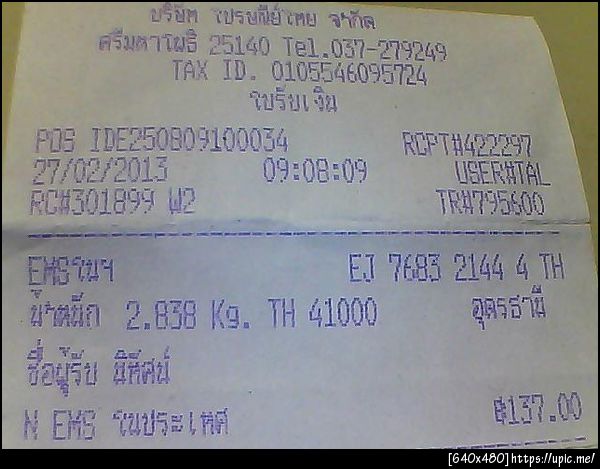 บริษัท ไปรษณีย์ไทย จำกัด
ศรีมหาโพธิ 25140 Tel.037-279249
TAX ID. 0105546095724
ใบรับเงิน
POS IDE250809100034 RCPT#422297
27/02/2013 09:08:09 USER#TAL
RC#301899 W2 TR#795600
EMSในฯ EJ 7683 2144 4 TH
น้ำหนัก 2.838 Kg. TH 41000 อุดรธานี
ชื่อผู้รับ นิทัศน์
N EMS ในประเทศ ฿137.00
[640x480]https://upic.me/